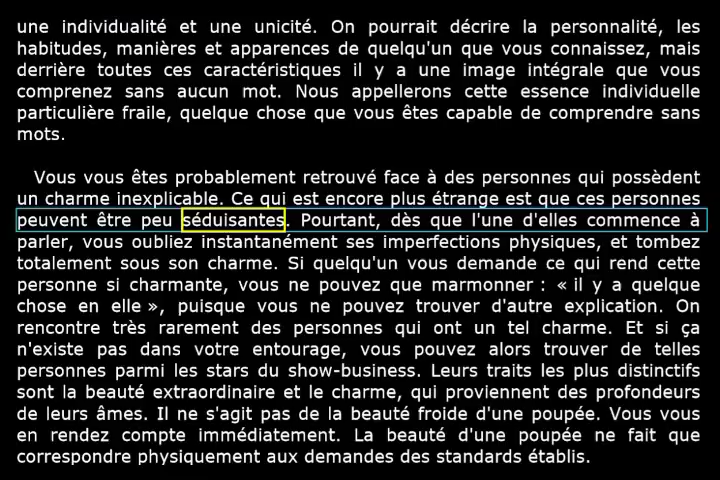 une individualité et une unicité. On pourrait décrire la personnalité, les
habitudes, manières et apparences de quelqu'un que vous connaissez, mais
derrière toutes ces caractéristiques il y a une image intégrale que vous
comprenez sans aucun mot. Nous appellerons cette essence individuelle
particulière fraile, quelque chose que vous êtes capable de comprendre sans
mots.
Vous vous êtes probablement retrouvé face à des personnes qui possèdent
un charme inexplicable. Ce qui est encore plus étrange est que ces personnes
peuvent être peu séduisantes. Pourtant, dès que l'une d'elles commence à
parler, vous oubliez instantanément ses imperfections physiques, et tombez
totalement sous son charme. Si quelqu'un vous demande ce qui rend cette
personne si charmante, vous ne pouvez que marmonner : « il y a quelque
chose en elle », puisque vous ne pouvez trouver d'autre explication. On
rencontre très rarement des personnes qui ont un tel charme. Et si ça
n'existe pas dans votre entourage, vous pouvez alors trouver de telles
personnes parmi les stars du show-business. Leurs traits les plus distinctifs
sont la beauté extraordinaire et le charme, qui proviennent des profondeurs
de leurs âmes. Il ne s'agit pas de la beauté froide d'une poupée. Vous vous
en rendez compte immédiatement. La beauté d'une poupée ne fait que
correspondre physiquement aux demandes des standards établis.